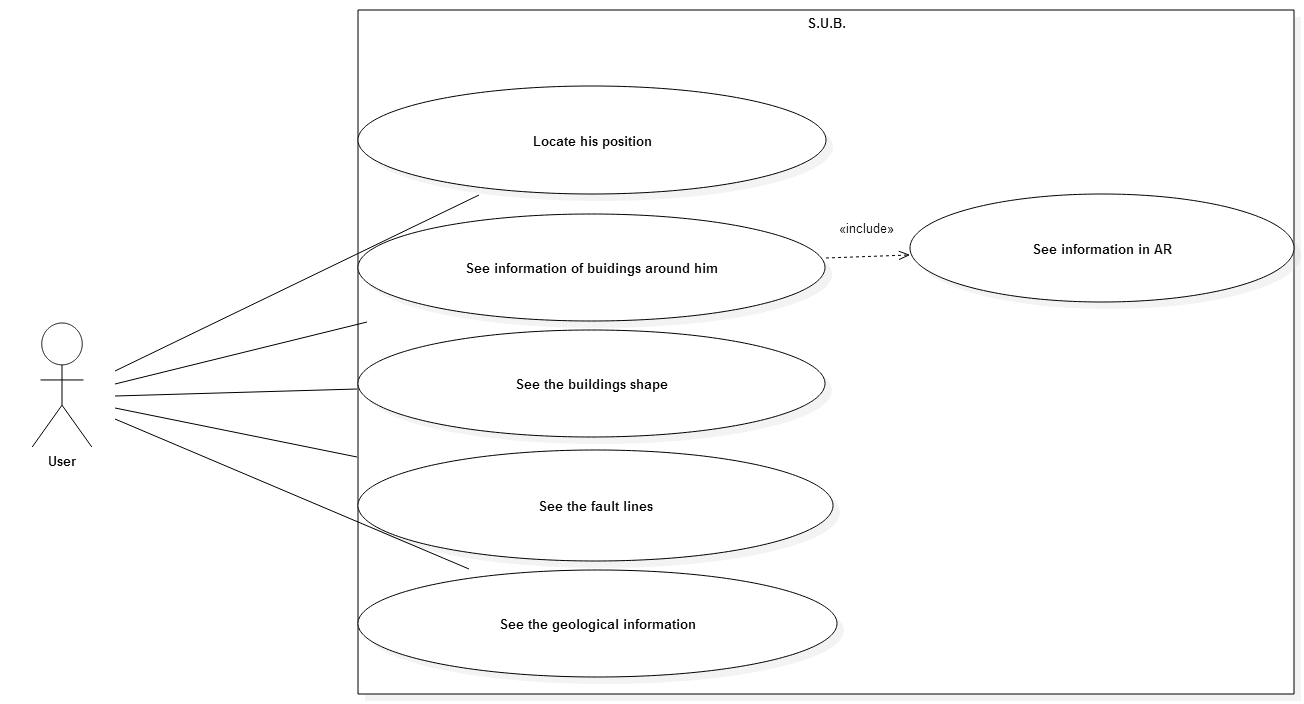 S.U.B.
Locate his position
«include»
See information of buidings around him
See information in AR
See the buildings shape
User
See the fault lines
See the geological information